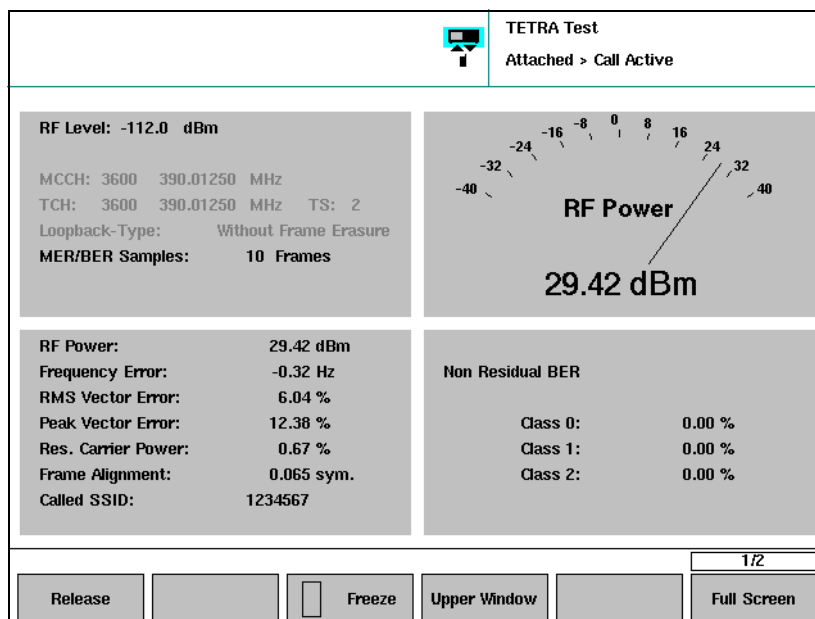 TETRA Test
Attached > Call Active
RF Level: -112.0 dBm
MCCH: 3600 390.01250 MHz
TCH: 3600 390.01250 MHz TS: 2
Loopback-Type: Without Frame Erasure
MER/BER Samples: 10 Frames
-40
-32
-24
-16
-8
0
8
16
24
32
40
RF Power
29.42 dBm
RF Power: 29.42 dBm
Frequency Error: -0.32 Hz
RMS Vector Error: 6.04 %
Peak Vector Error: 12.38 %
Res. Carrier Power: 0.67 %
Frame Alignment: 0.065 sym.
Called SSID: 1234567
Non Residual BER
Class 0: 0.00 %
Class 1: 0.00 %
Class 2: 0.00 %
1/2
Release
Freeze
Upper Window
Full Screen